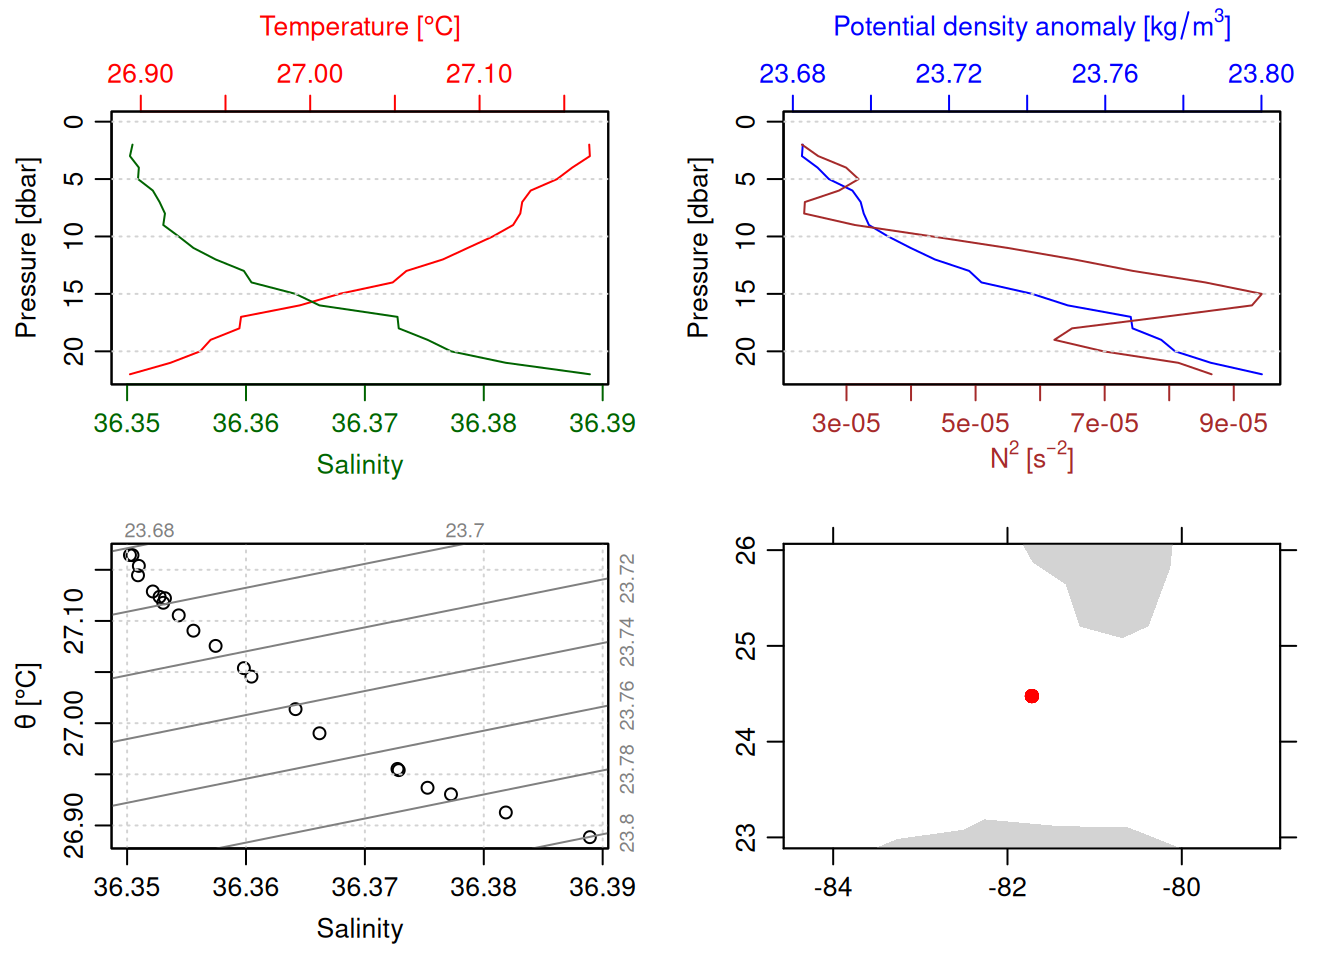 Temperature [°C]
26.90 27.00 27.10
Pressure [dbar]
0
5
10
15
20
36.35 36.36 36.37 36.38 36.39
Salinity
Potential density anomaly [kg/m³]
23.68 23.72 23.76 23.80
Pressure [dbar]
0
5
10
15
20
3e-05 5e-05 7e-05 9e-05
N² [s⁻²]
23.68 23.7
23.72
23.74
23.76
23.78
23.8
θ [°C]
27.10
27.00
26.90
36.35 36.36 36.37 36.38 36.39
Salinity
26
25
24
23
-84 -82 -80